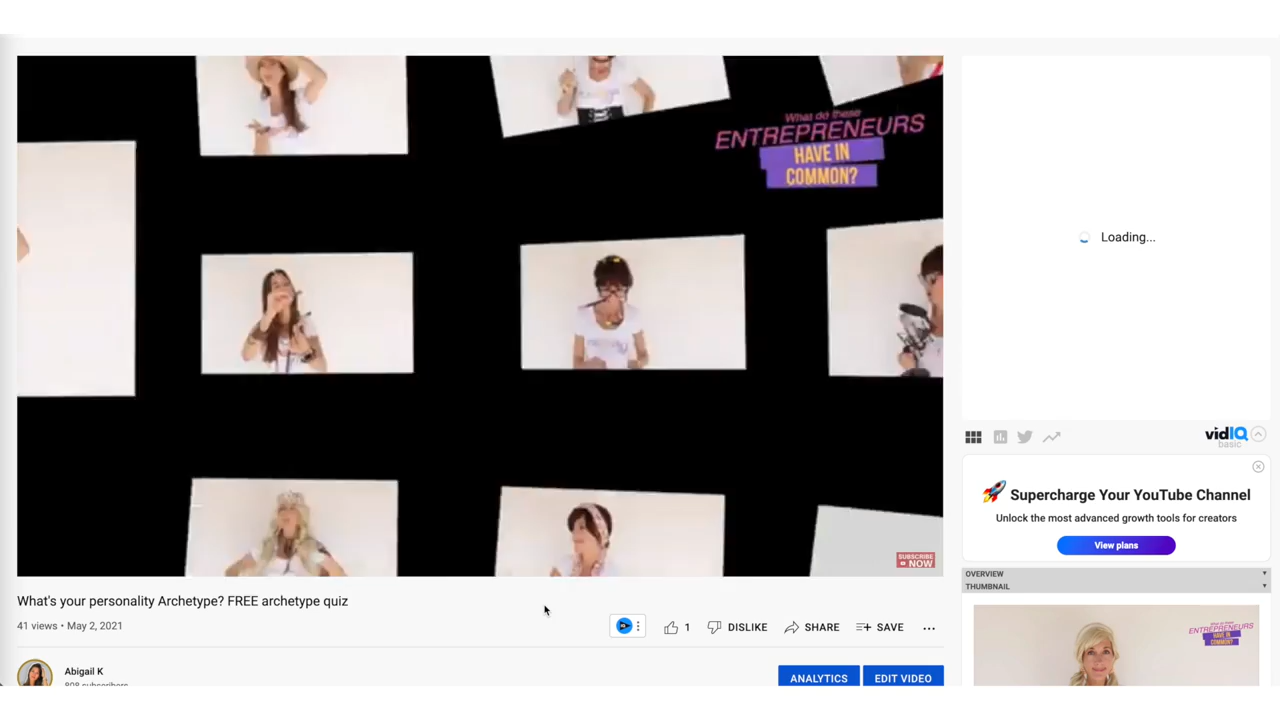 What do these
ENTREPRENEURS
HAVE IN
COMMON?
Loading...
vidIQ
basic
Supercharge Your YouTube Channel
Unlock the most advanced growth tools for creators
View plans
SUBSCRIBE
NOW
OVERVIEW
THUMBNAIL
What's your personality Archetype? FREE archetype quiz
41 views • May 2, 2021
1
DISLIKE
SHARE
SAVE
ENTREPRENEURS
HAVE IN
COMMON?
Abigail K
808 subscribers
ANALYTICS
EDIT VIDEO